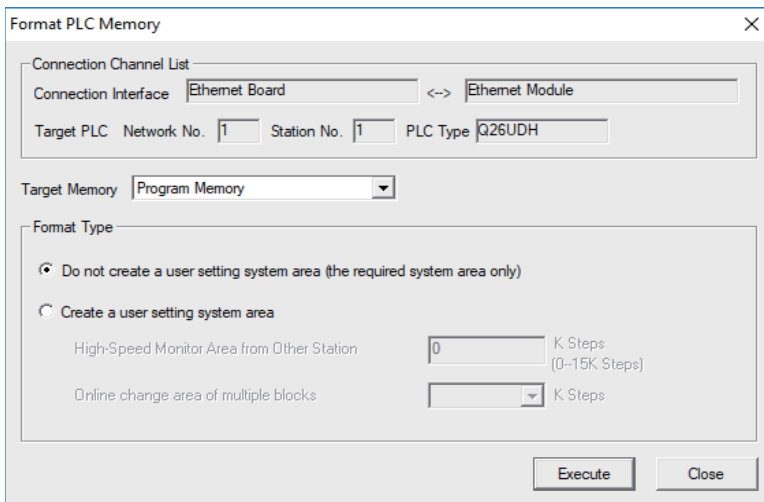 Format PLC Memory
Connection Channel List
Connection Interface Ethernet Board <--> Ethernet Module
Target PLC Network No. 1 Station No. 1 PLC Type Q26UDH
Target Memory Program Memory
Format Type
Do not create a user setting system area (the required system area only)
Create a user setting system area
High-Speed Monitor Area from Other Station 0 K Steps
(0--15K Steps)
Online change area of multiple blocks K Steps
Execute Close